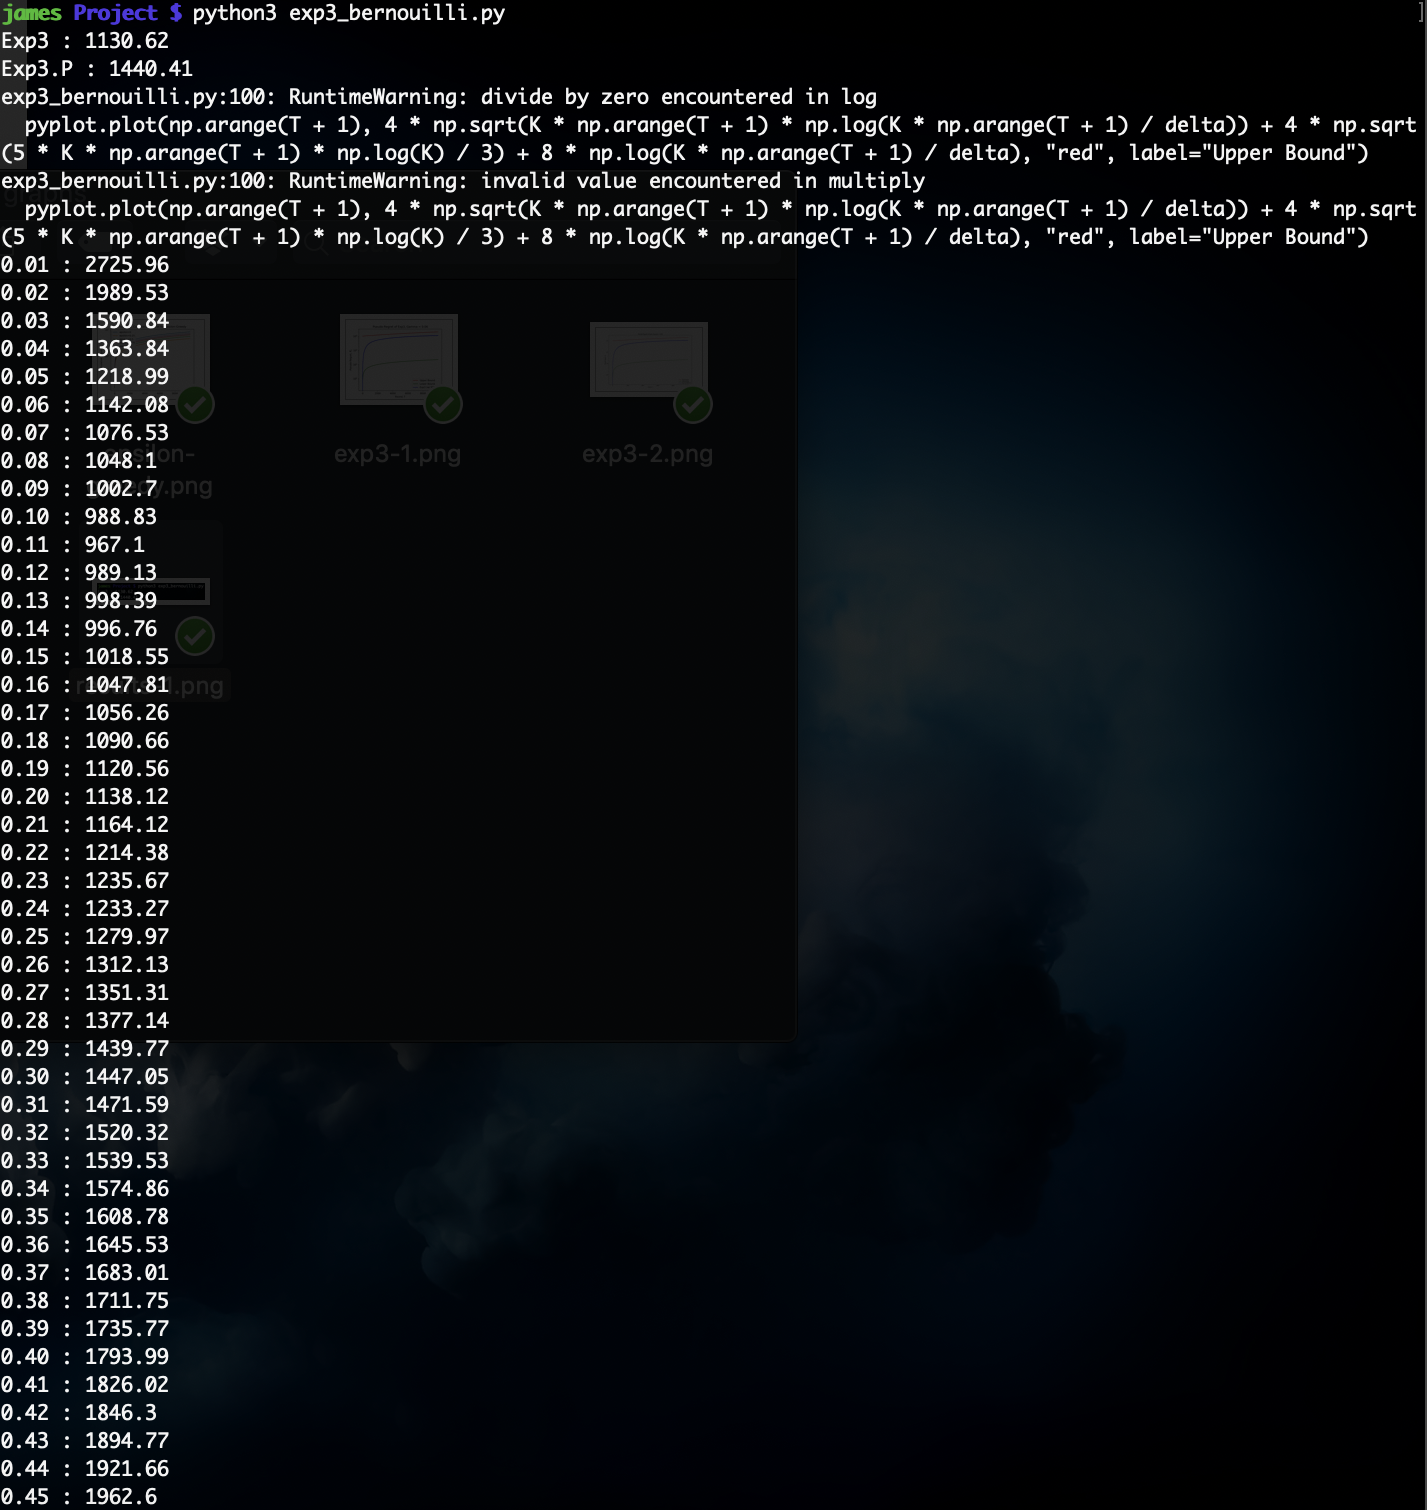 james Project $ python3 exp3_bernouilli.py
Exp3 : 1130.62
Exp3.P : 1440.41
exp3_bernouilli.py:100: RuntimeWarning: divide by zero encountered in log
  pyplot.plot(np.arange(T + 1), 4 * np.sqrt(K * np.arange(T + 1) * np.log(K * np.arange(T + 1) / delta)) + 4 * np.sqrt
(5 * K * np.arange(T + 1) * np.log(K) / 3) + 8 * np.log(K * np.arange(T + 1) / delta), "red", label="Upper Bound")
exp3_bernouilli.py:100: RuntimeWarning: invalid value encountered in multiply
  pyplot.plot(np.arange(T + 1), 4 * np.sqrt(K * np.arange(T + 1) * np.log(K * np.arange(T + 1) / delta)) + 4 * np.sqrt
(5 * K * np.arange(T + 1) * np.log(K) / 3) + 8 * np.log(K * np.arange(T + 1) / delta), "red", label="Upper Bound")
0.01 : 2725.96
0.02 : 1989.53
0.03 : 1590.84
0.04 : 1363.84
0.05 : 1218.99
0.06 : 1142.08
0.07 : 1076.53
0.08 : 1048.1
0.09 : 1002.7
0.10 : 988.83
0.11 : 967.1
0.12 : 989.13
0.13 : 998.39
0.14 : 996.76
0.15 : 1018.55
0.16 : 1047.81
0.17 : 1056.26
0.18 : 1090.66
0.19 : 1120.56
0.20 : 1138.12
0.21 : 1164.12
0.22 : 1214.38
0.23 : 1235.67
0.24 : 1233.27
0.25 : 1279.97
0.26 : 1312.13
0.27 : 1351.31
0.28 : 1377.14
0.29 : 1439.77
0.30 : 1447.05
0.31 : 1471.59
0.32 : 1520.32
0.33 : 1539.53
0.34 : 1574.86
0.35 : 1608.78
0.36 : 1645.53
0.37 : 1683.01
0.38 : 1711.75
0.39 : 1735.77
0.40 : 1793.99
0.41 : 1826.02
0.42 : 1846.3
0.43 : 1894.77
0.44 : 1921.66
0.45 : 1962.6
exp3-1.png
exp3-2.png